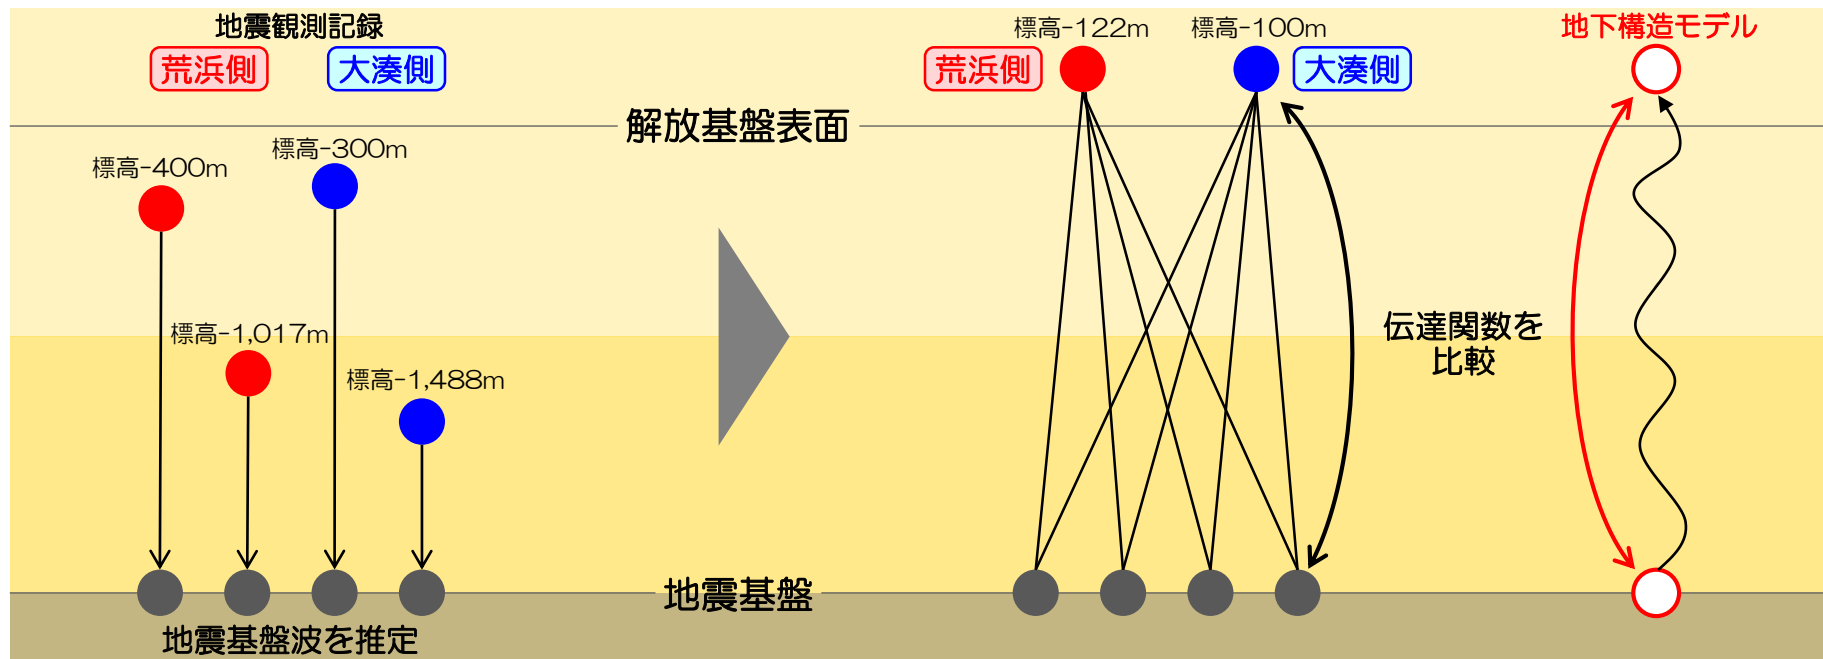 地震観測記録
荒浜側
大湊側
標高-400m
標高-300m
標高-1,017m
標高-1,488m
地震基盤波を推定
解放基盤表面
地震基盤
標高-122m
標高-100m
荒浜側
大湊側
伝達関数を
比較
地下構造モデル